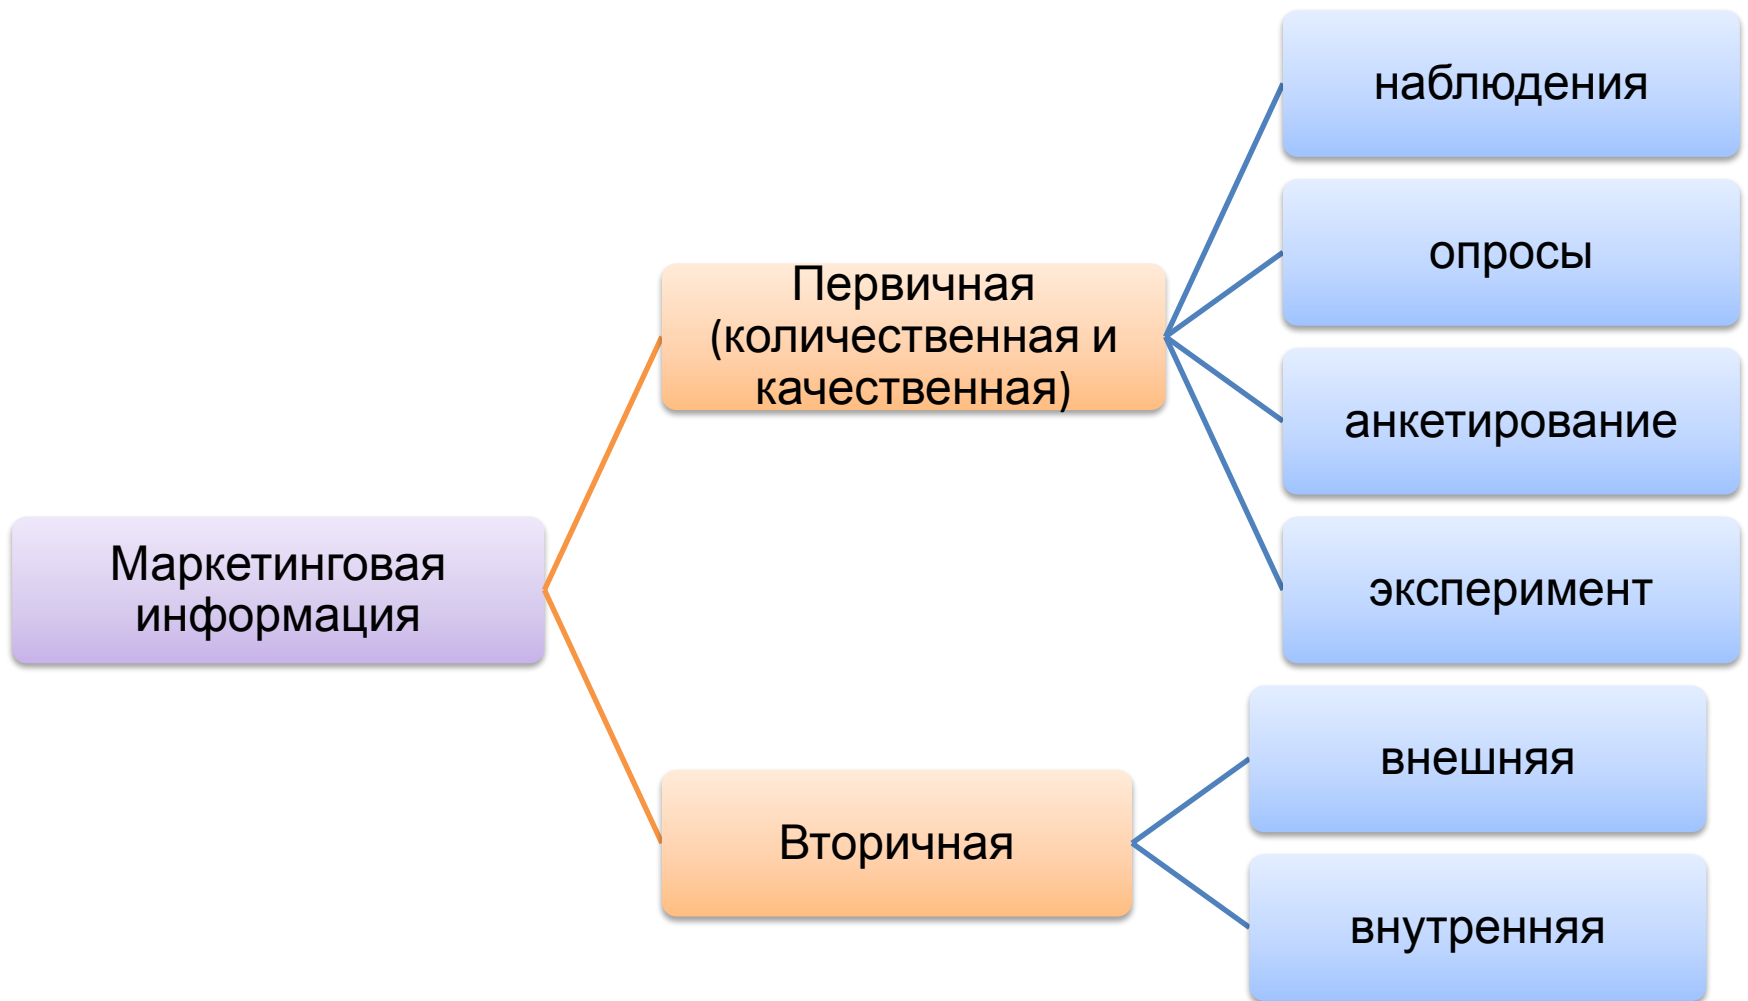 наблюдения
опросы
Первичная
(количественная и
качественная)
анкетирование
Маркетинговая
информация
эксперимент
внешняя
Вторичная
внутренняя